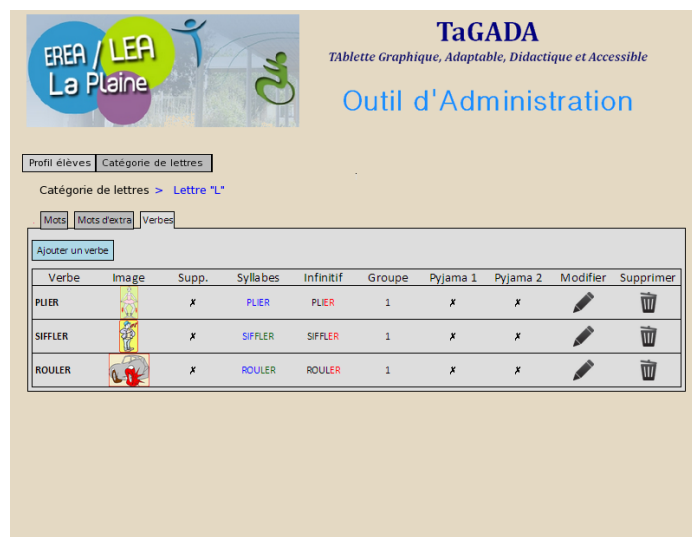 EREA / LEA
La Plaine
TaGADA
TAblette Graphique, Adaptable, Didactique et Accessible
Outil d'Administration
Profil élèves Catégorie de lettres
Catégorie de lettres > Lettre "L"
Mots Mots d'extra Verbes
Ajouter un verbe
Verbe Image Supp. Syllabes Infinitif Groupe Pyjama 1 Pyjama 2 Modifier Supprimer
PLIER ✗ PLIER PLIER 1 ✗ ✗
SIFFLER ✗ SIFFLER SIFFLER 1 ✗ ✗
ROULER ✗ ROULER ROULER 1 ✗ ✗